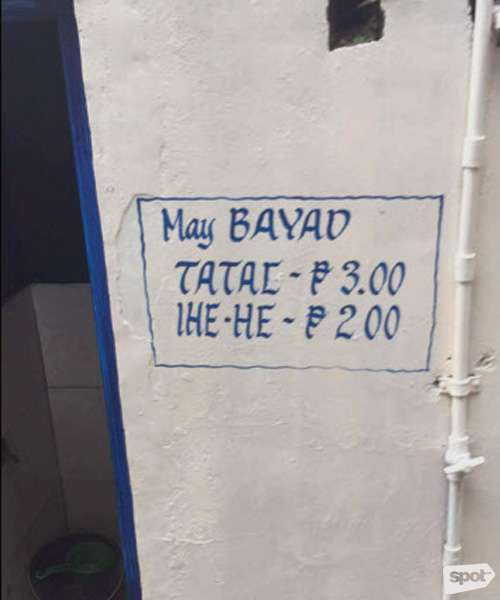 May BAYAD
TATAE - ₱ 3.00
IHE-HE - ₱ 2 00
spot